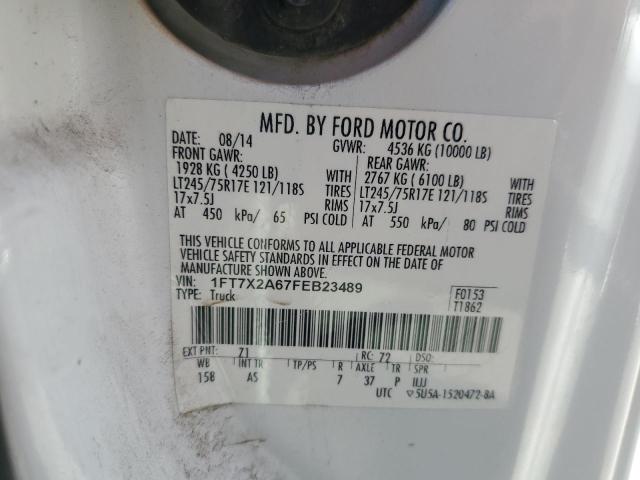 MFD. BY FORD MOTOR CO.
DATE: 08/14 GVWR: 4536 KG (10000 LB)
FRONT GAWR: REAR GAWR:
1928 KG ( 4250 LB) WITH 2767 KG ( 6100 LB) WITH
LT245/75R17E 121/118S TIRES LT245/75R17E 121/118S TIRES
17x7.5J RIMS 17x7.5J RIMS
AT 450 kPa/ 65 PSI COLD AT 550 kPa/ 80 PSI COLD
THIS VEHICLE CONFORMS TO ALL APPLICABLE FEDERAL MOTOR
VEHICLE SAFETY STANDARDS IN EFFECT ON THE DATE OF
MANUFACTURE SHOWN ABOVE.
VIN: 1FT7X2A67FEB23489 F0153
TYPE: Truck T1862
EXT PNT: Z1 RC: 72 DSO:
WB INT TR TP/PS R AXLE TR SPR
158 AS 7 37 P IIJJ
UTC ▽5U5A-1520472-BA